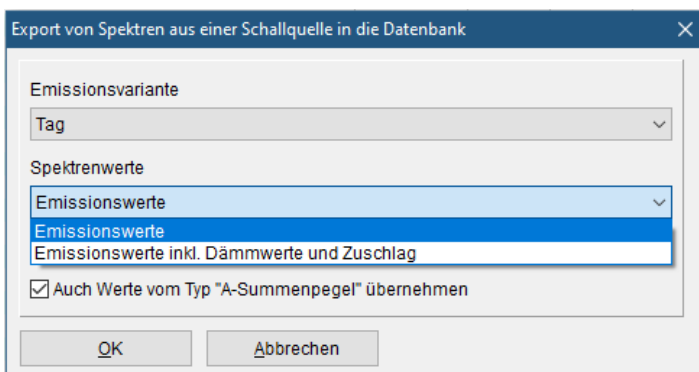 Export von Spektren aus einer Schallquelle in die Datenbank
Emissionsvariante
Tag
Spektrenwerte
Emissionswerte
Emissionswerte
Emissionswerte inkl. Dämmwerte und Zuschlag
Auch Werte vom Typ "A-Summenpegel" übernehmen
OK Abbrechen